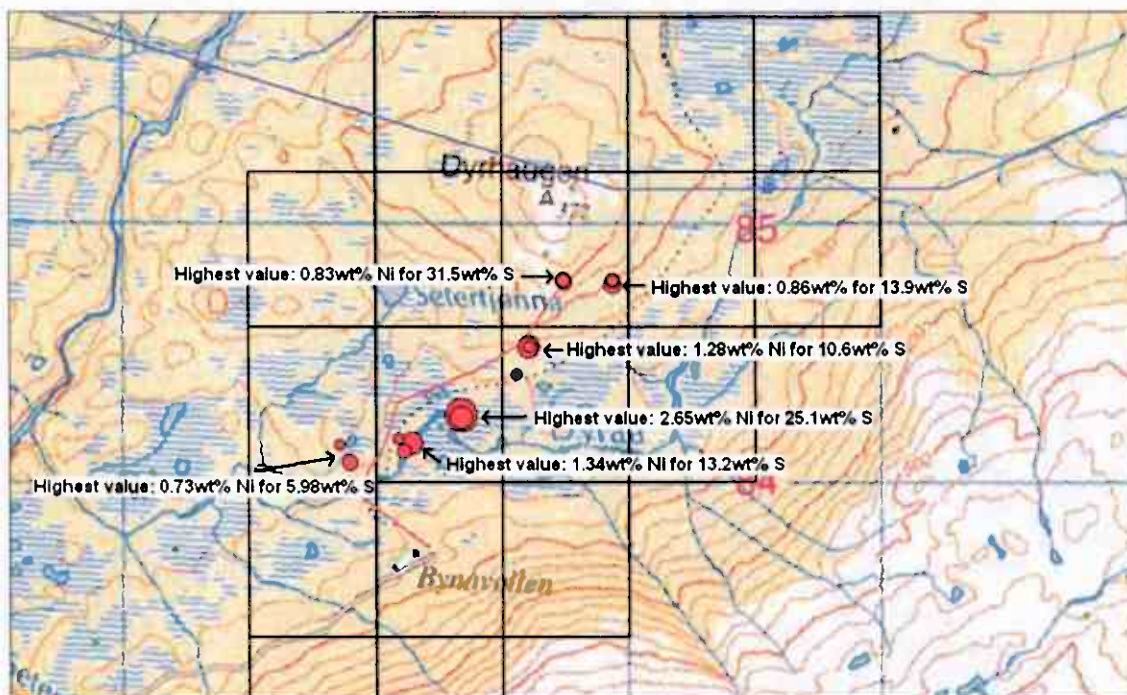 Dyrhaugen
372
85
Highest value: 0.83wt% Ni for 31.5wt% S
Highest value: 0.86wt% for 13.9wt% S
Setertjønna
Highest value: 1.28wt% Ni for 10.6wt% S
Highest value: 2.65wt% Ni for 25.1wt% S
Highest value: 1.34wt% Ni for 13.2wt% S
Highest value: 0.73wt% Ni for 5.98wt% S
84